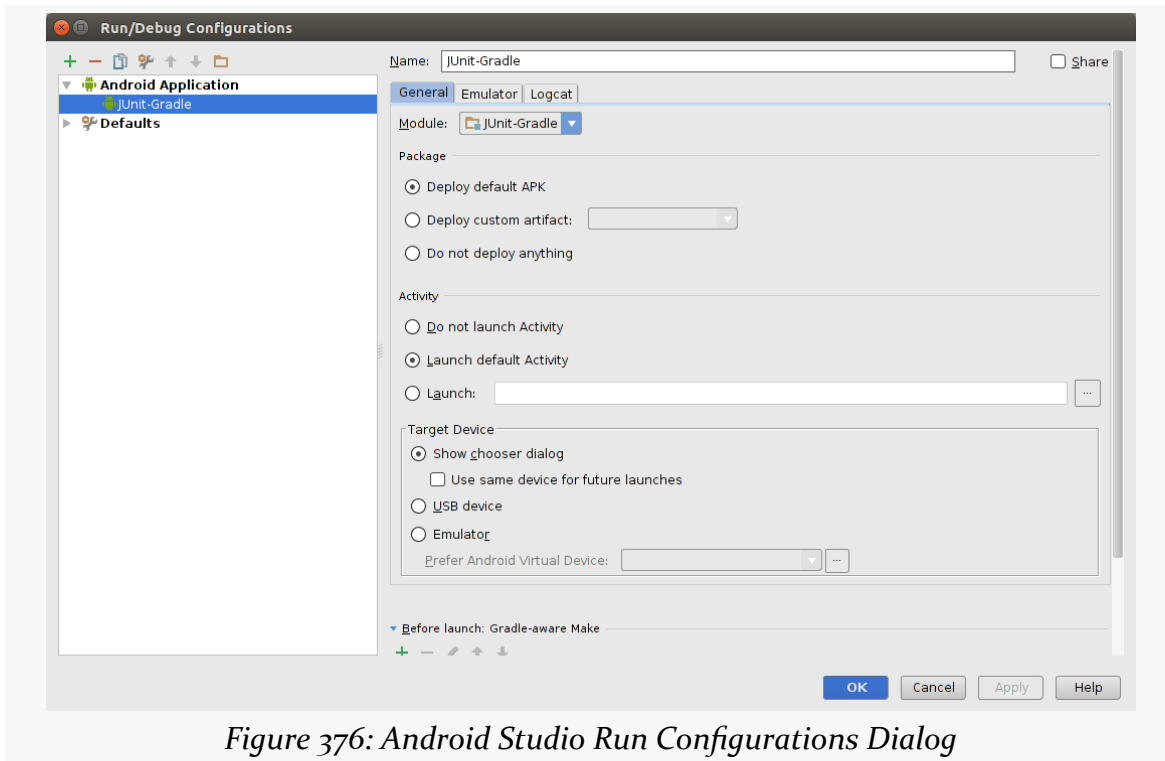 Run/Debug Configurations
Name: JUnit-Gradle
Share
Android Application
JUnit-Gradle
Defaults
General Emulator Logcat
Module: JUnit-Gradle
Package
Deploy default APK
Deploy custom artifact:
Do not deploy anything
Activity
Do not launch Activity
Launch default Activity
Launch: ...
Target Device
Show chooser dialog
Use same device for future launches
USB device
Emulator
Prefer Android Virtual Device: ...
Before launch: Gradle-aware Make
OK Cancel Apply Help
Figure 376: Android Studio Run Configurations Dialog